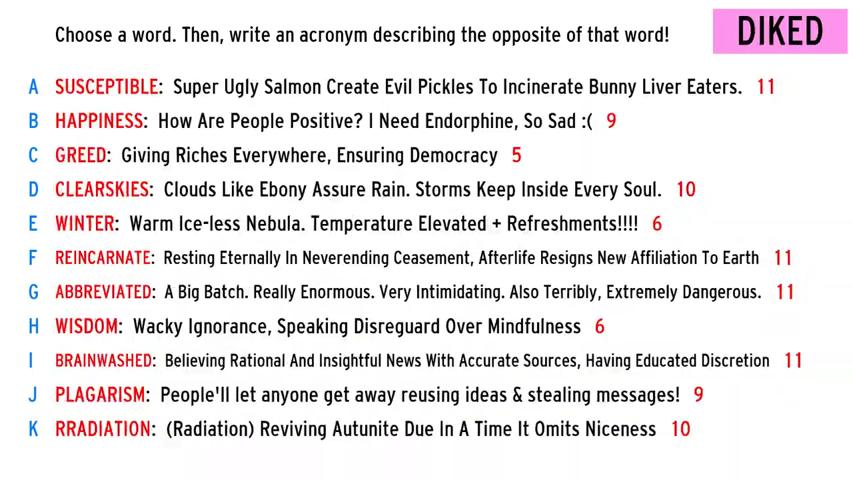 Choose a word. Then, write an acronym describing the opposite of that word!
DIKED
A SUSCEPTIBLE: Super Ugly Salmon Create Evil Pickles To Incinerate Bunny Liver Eaters. 11
B HAPPINESS: How Are People Positive? I Need Endorphine, So Sad :( 9
C GREED: Giving Riches Everywhere, Ensuring Democracy 5
D CLEARSKIES: Clouds Like Ebony Assure Rain. Storms Keep Inside Every Soul. 10
E WINTER: Warm Ice-less Nebula. Temperature Elevated + Refreshments!!!! 6
F REINCARNATE: Resting Eternally In Neverending Ceasement, Afterlife Resigns New Affiliation To Earth 11
G ABBREVIATED: A Big Batch. Really Enormous. Very Intimidating. Also Terribly, Extremely Dangerous. 11
H WISDOM: Wacky Ignorance, Speaking Disreguard Over Mindfulness 6
I BRAINWASHED: Believing Rational And Insightful News With Accurate Sources, Having Educated Discretion 11
J PLAGARISM: People'll let anyone get away reusing ideas & stealing messages! 9
K RRADIATION: (Radiation) Reviving Autunite Due In A Time It Omits Niceness 10